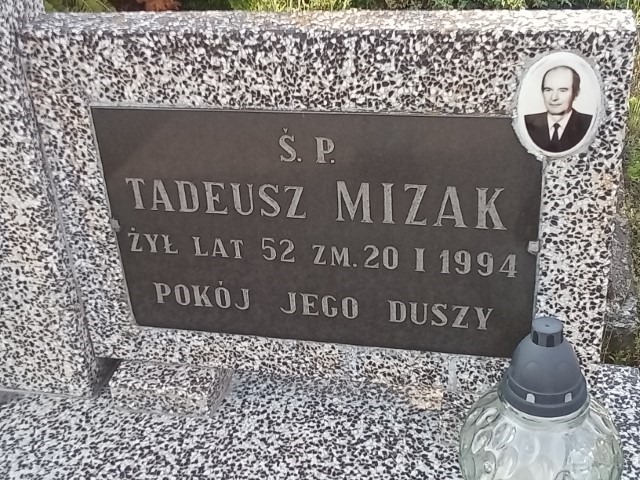 Ś. P.
TADEUSZ MIZAK
ŻYŁ LAT 52 ZM. 20 I 1994
POKÓJ JEGO DUSZY